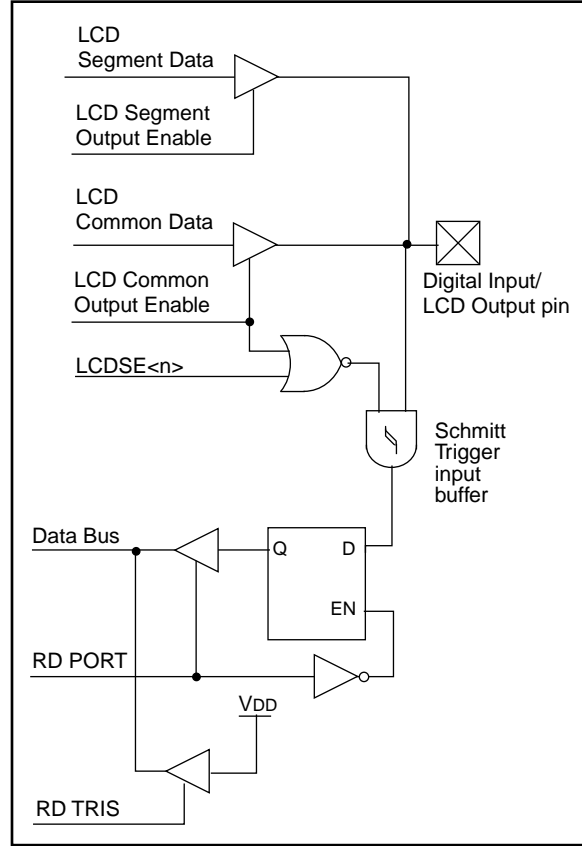 LCD
Segment Data
LCD Segment
Output Enable
LCD
Common Data
LCD Common
Output Enable
Digital Input/
LCD Output pin
LCDSE<n>
Schmitt
Trigger
input
buffer
Data Bus
Q
D
EN
RD PORT
VDD
RD TRIS